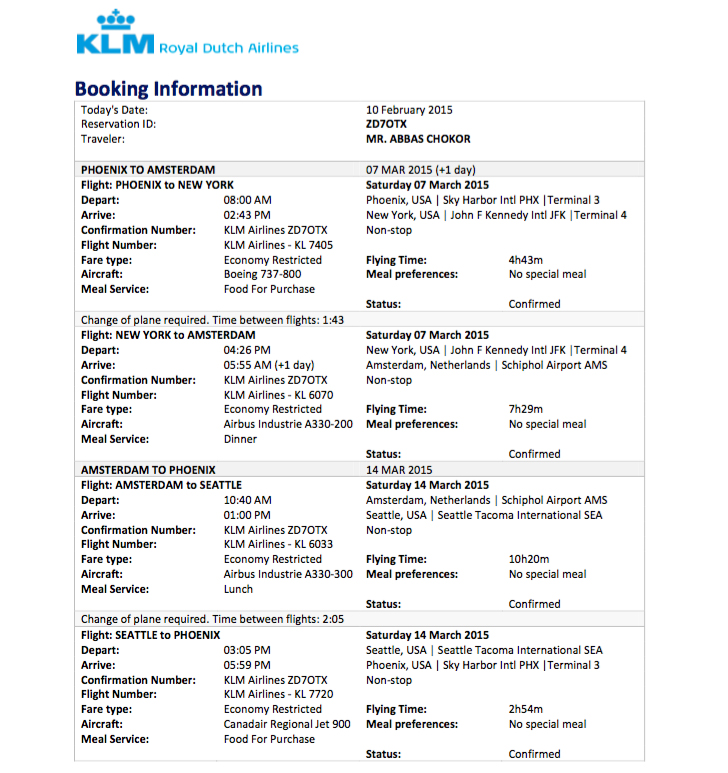 KLM Royal Dutch Airlines
Booking Information
Today's Date: 10 February 2015
Reservation ID: ZD7OTX
Traveler: MR. ABBAS CHOKOR
PHOENIX TO AMSTERDAM 07 MAR 2015 (+1 day)
Flight: PHOENIX to NEW YORK Saturday 07 March 2015
Depart: 08:00 AM Phoenix, USA | Sky Harbor Intl PHX |Terminal 3
Arrive: 02:43 PM New York, USA | John F Kennedy Intl JFK |Terminal 4
Confirmation Number: KLM Airlines ZD7OTX Non-stop
Flight Number: KLM Airlines - KL 7405
Fare type: Economy Restricted Flying Time: 4h43m
Aircraft: Boeing 737-800 Meal preferences: No special meal
Meal Service: Food For Purchase
Status: Confirmed
Change of plane required. Time between flights: 1:43
Flight: NEW YORK to AMSTERDAM Saturday 07 March 2015
Depart: 04:26 PM New York, USA | John F Kennedy Intl JFK |Terminal 4
Arrive: 05:55 AM (+1 day) Amsterdam, Netherlands | Schiphol Airport AMS
Confirmation Number: KLM Airlines ZD7OTX Non-stop
Flight Number: KLM Airlines - KL 6070
Fare type: Economy Restricted Flying Time: 7h29m
Aircraft: Airbus Industrie A330-200 Meal preferences: No special meal
Meal Service: Dinner
Status: Confirmed
AMSTERDAM TO PHOENIX 14 MAR 2015
Flight: AMSTERDAM to SEATTLE Saturday 14 March 2015
Depart: 10:40 AM Amsterdam, Netherlands | Schiphol Airport AMS
Arrive: 01:00 PM Seattle, USA | Seattle Tacoma International SEA
Confirmation Number: KLM Airlines ZD7OTX Non-stop
Flight Number: KLM Airlines - KL 6033
Fare type: Economy Restricted Flying Time: 10h20m
Aircraft: Airbus Industrie A330-300 Meal preferences: No special meal
Meal Service: Lunch
Status: Confirmed
Change of plane required. Time between flights: 2:05
Flight: SEATTLE to PHOENIX Saturday 14 March 2015
Depart: 03:05 PM Seattle, USA | Seattle Tacoma International SEA
Arrive: 05:59 PM Phoenix, USA | Sky Harbor Intl PHX |Terminal 3
Confirmation Number: KLM Airlines ZD7OTX Non-stop
Flight Number: KLM Airlines - KL 7720
Fare type: Economy Restricted Flying Time: 2h54m
Aircraft: Canadair Regional Jet 900 Meal preferences: No special meal
Meal Service: Food For Purchase
Status: Confirmed